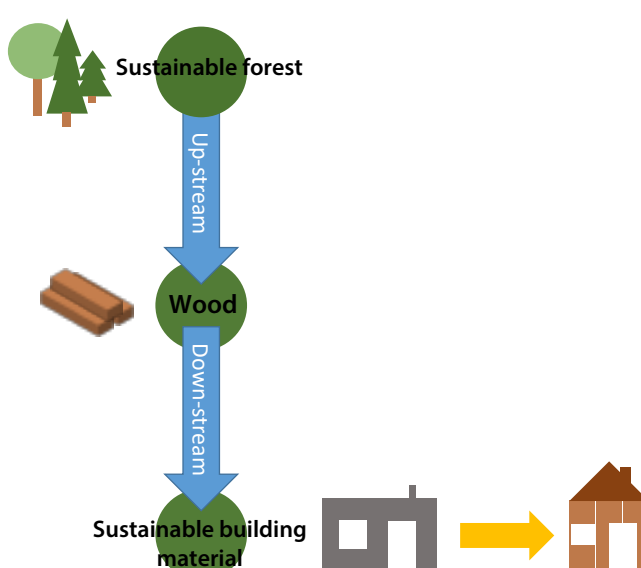 Sustainable forest
Up-stream
Wood
Down-stream
Sustainable building
material